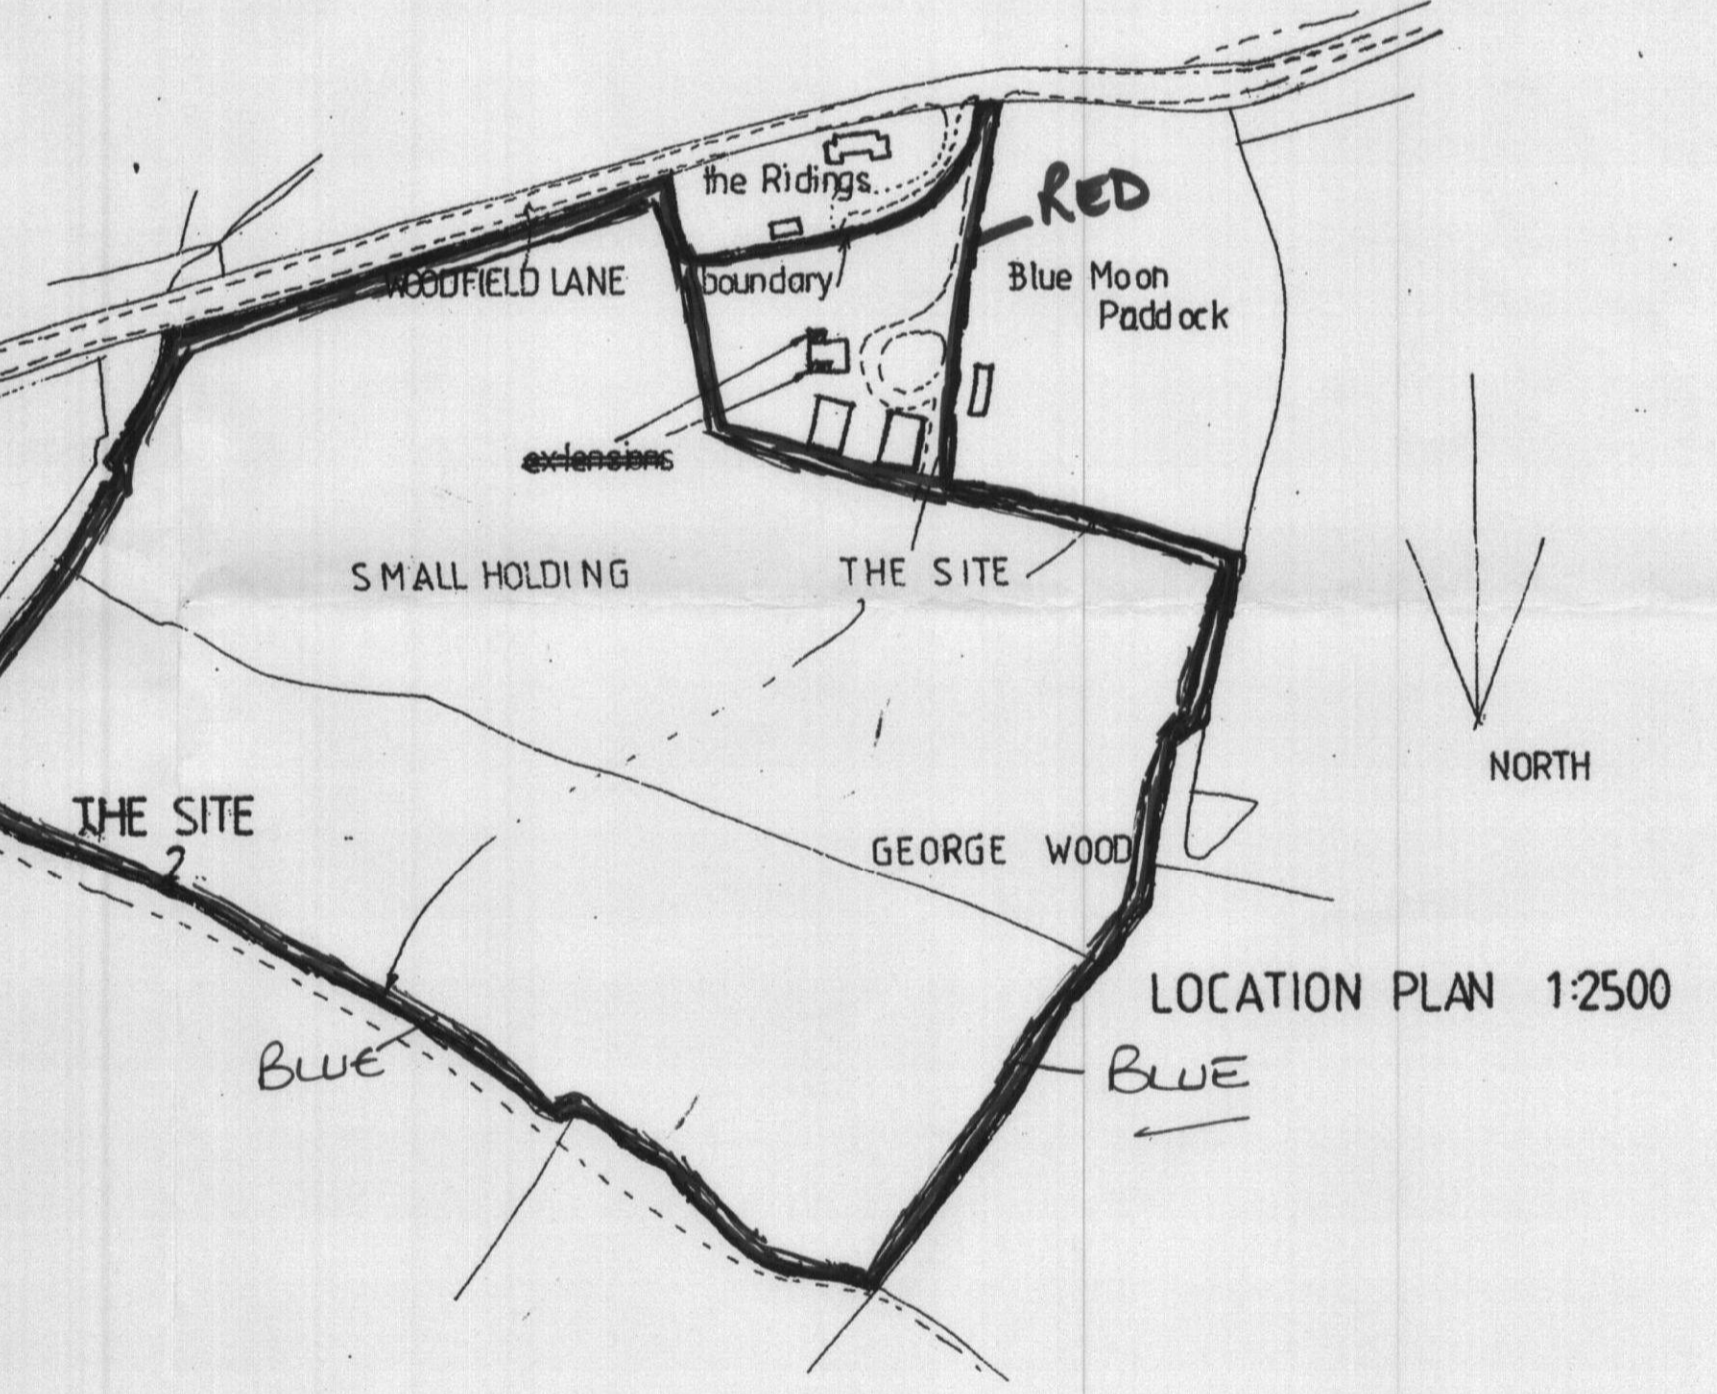 the Ridings
RED
WOODFIELD LANE
boundary
Blue Moon
Paddock
extensions
SMALL HOLDING
THE SITE
NORTH
THE SITE
GEORGE WOOD
LOCATION PLAN 1:2500
BLUE
BLUE